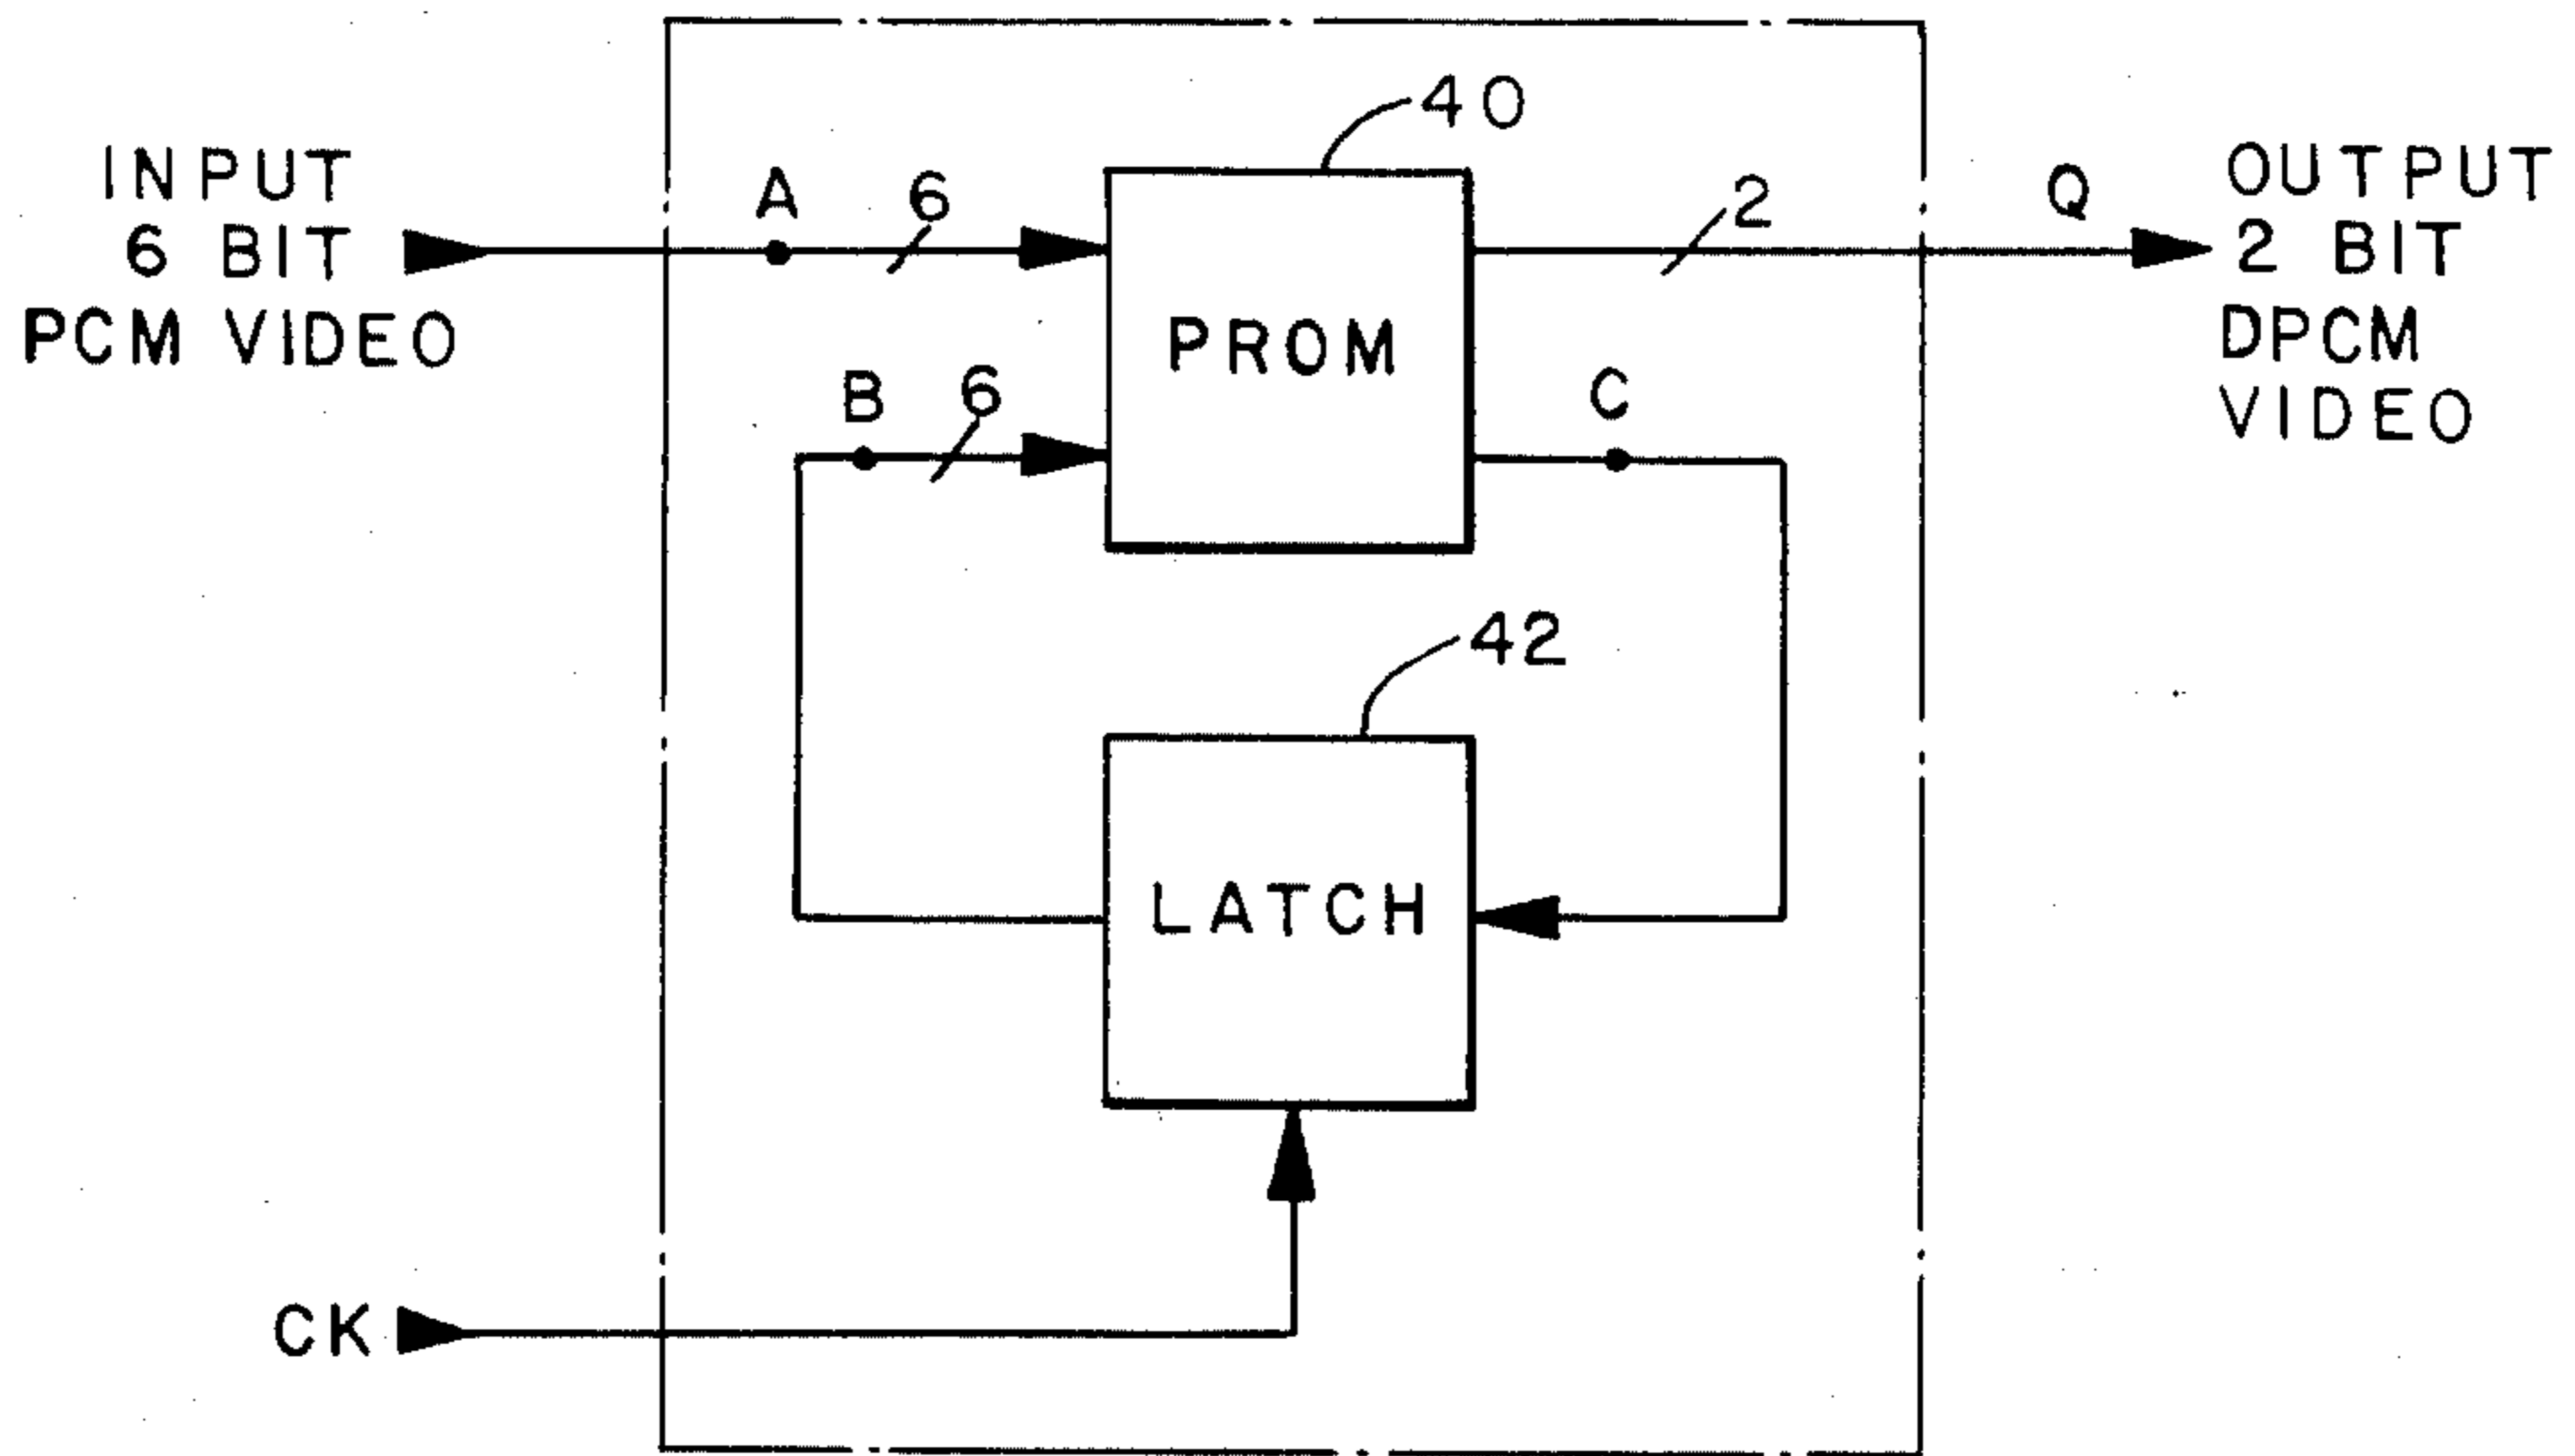 INPUT
6 BIT
PCM VIDEO
A
6
40
PROM
2
Q
OUTPUT
2 BIT
DPCM
VIDEO
B
6
C
42
LATCH
CK